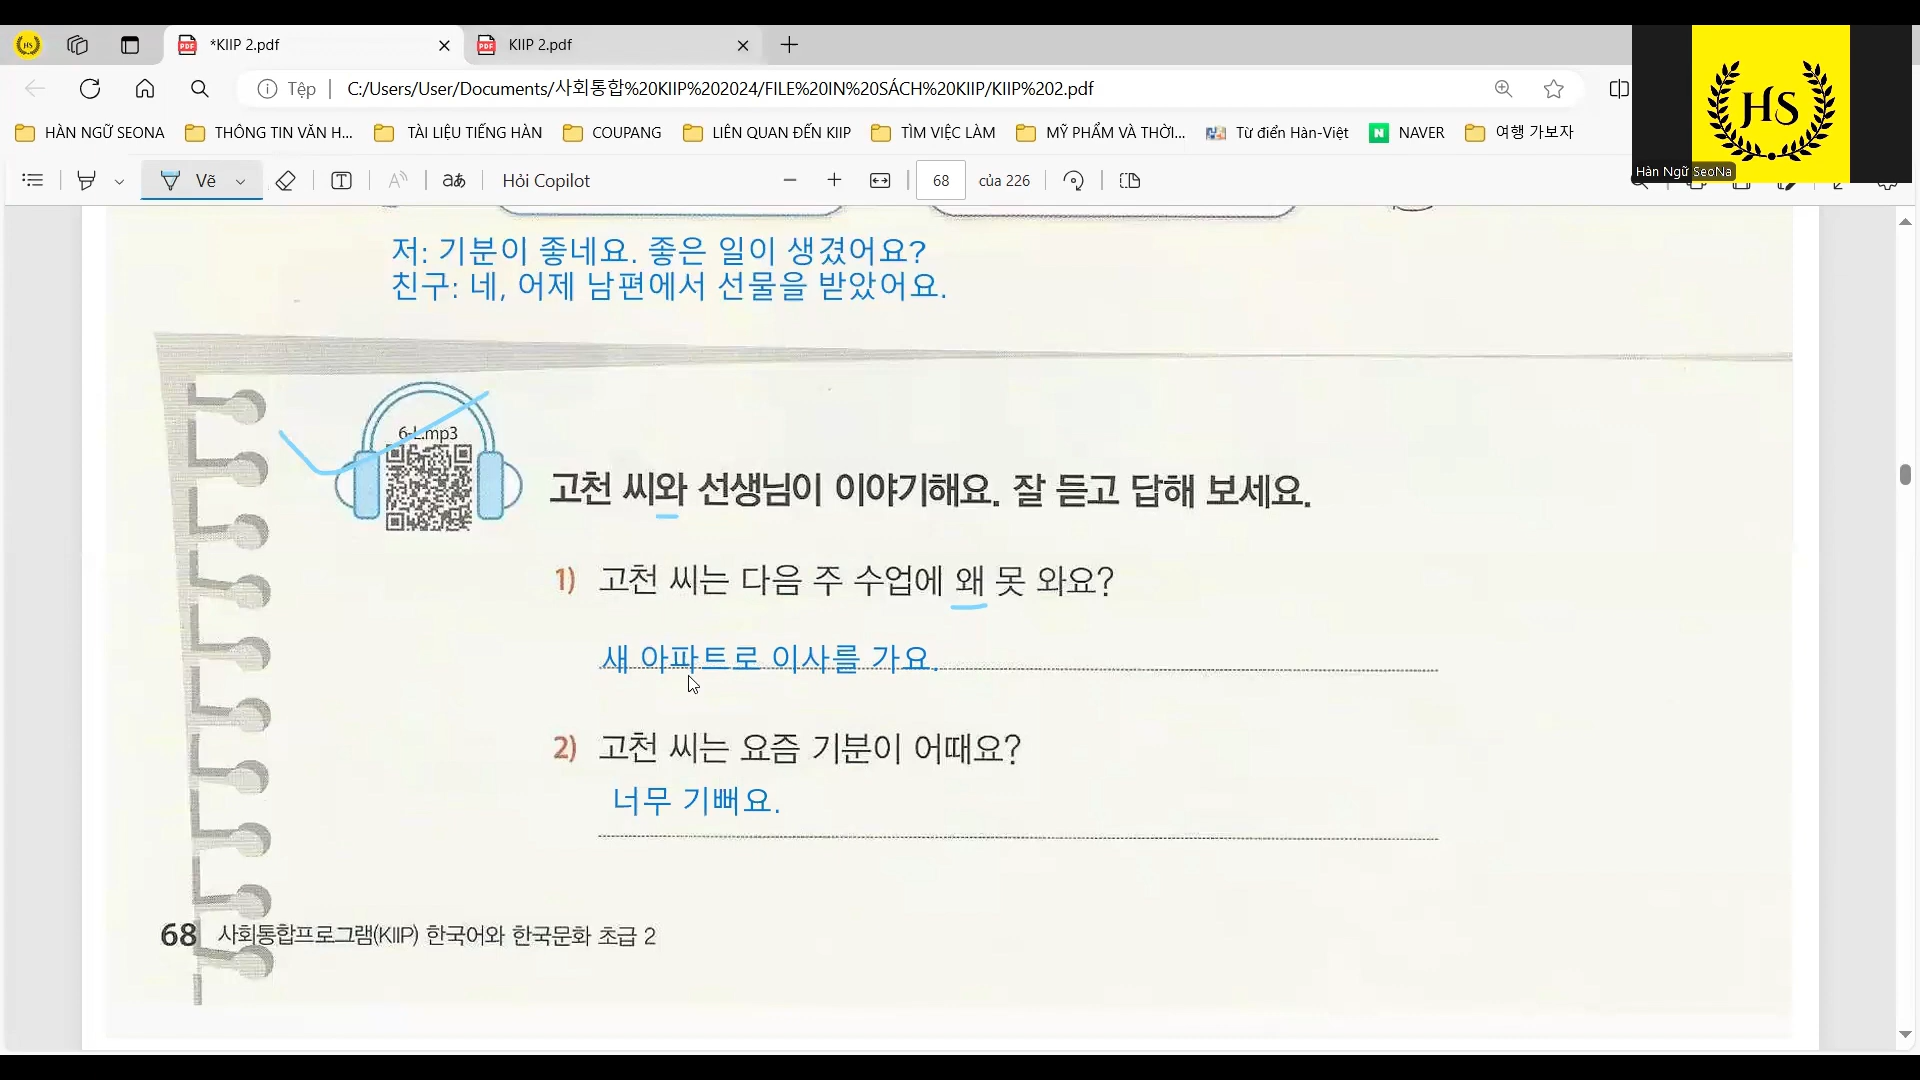 *KIIP 2.pdf
KIIP 2.pdf
Tệp
C:/Users/User/Documents/사회통합%20KIIP%202024/FILE%20IN%20SÁCH%20KIIP/KIIP%202.pdf
HÀN NGỮ SEONA
THÔNG TIN VĂN H...
TÀI LIỆU TIẾNG HÀN
COUPANG
LIÊN QUAN ĐẾN KIIP
TÌM VIỆC LÀM
MỸ PHẨM VÀ THỜI...
Từ điển Hàn-Việt
NAVER
여행 가보자
HS
Hàn Ngữ SeoNa
Vẽ
Hỏi Copilot
68
của 226
저: 기분이 좋네요. 좋은 일이 생겼어요?
친구: 네, 어제 남편에서 선물을 받았어요.
6-L.mp3
고천 씨와 선생님이 이야기해요. 잘 듣고 답해 보세요.
1) 고천 씨는 다음 주 수업에 왜 못 와요?
새 아파트로 이사를 가요.
2) 고천 씨는 요즘 기분이 어때요?
너무 기뻐요.
68 사회통합프로그램(KIIP) 한국어와 한국문화 초급 2